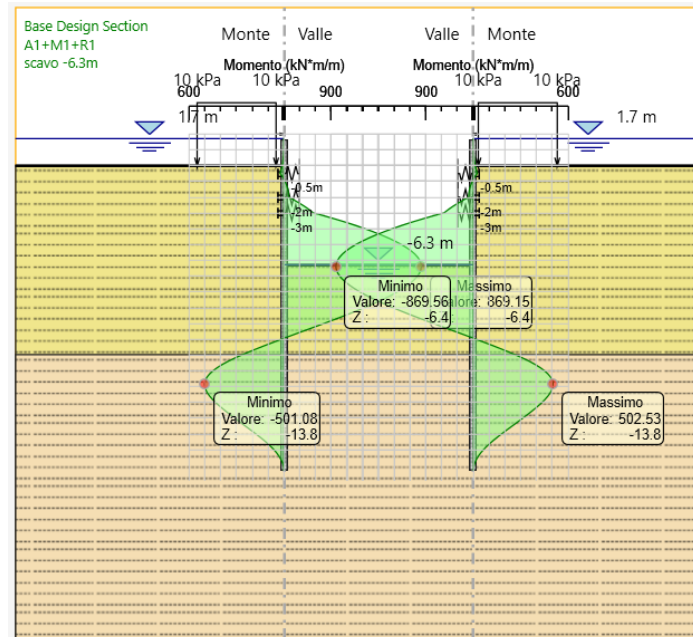 Base Design Section
A1+M1+R1
scavo -6.3m
Monte Valle Valle Monte
Momento (kN*m/m) Momento (kN*m/m)
10 kPa 10 kPa 10 kPa 10 kPa
600 900 900 600
1.7 m 1.7 m
-0.5m -0.5m
-2m -2m
-3m -3m
-6.3 m
Minimo Massimo
Valore: -869.56 Valore: 869.15
Z : -6.4 -6.4
Minimo Massimo
Valore: -501.08 Valore: 502.53
Z : -13.8 Z : -13.8